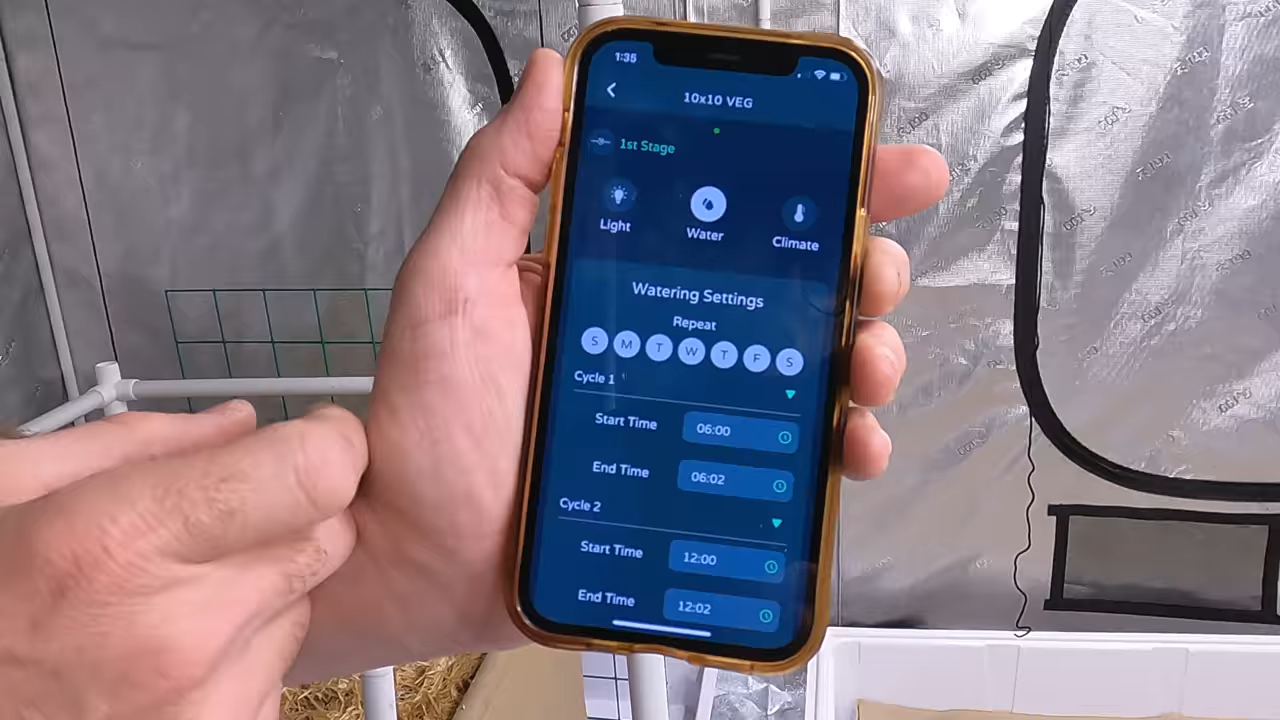 1:35
10x10 VEG
1st Stage
Light
Water
Climate
Watering Settings
Repeat
S M T W T F S
Cycle 1
Start Time 06:00
End Time 06:02
Cycle 2
Start Time 12:00
End Time 12:02